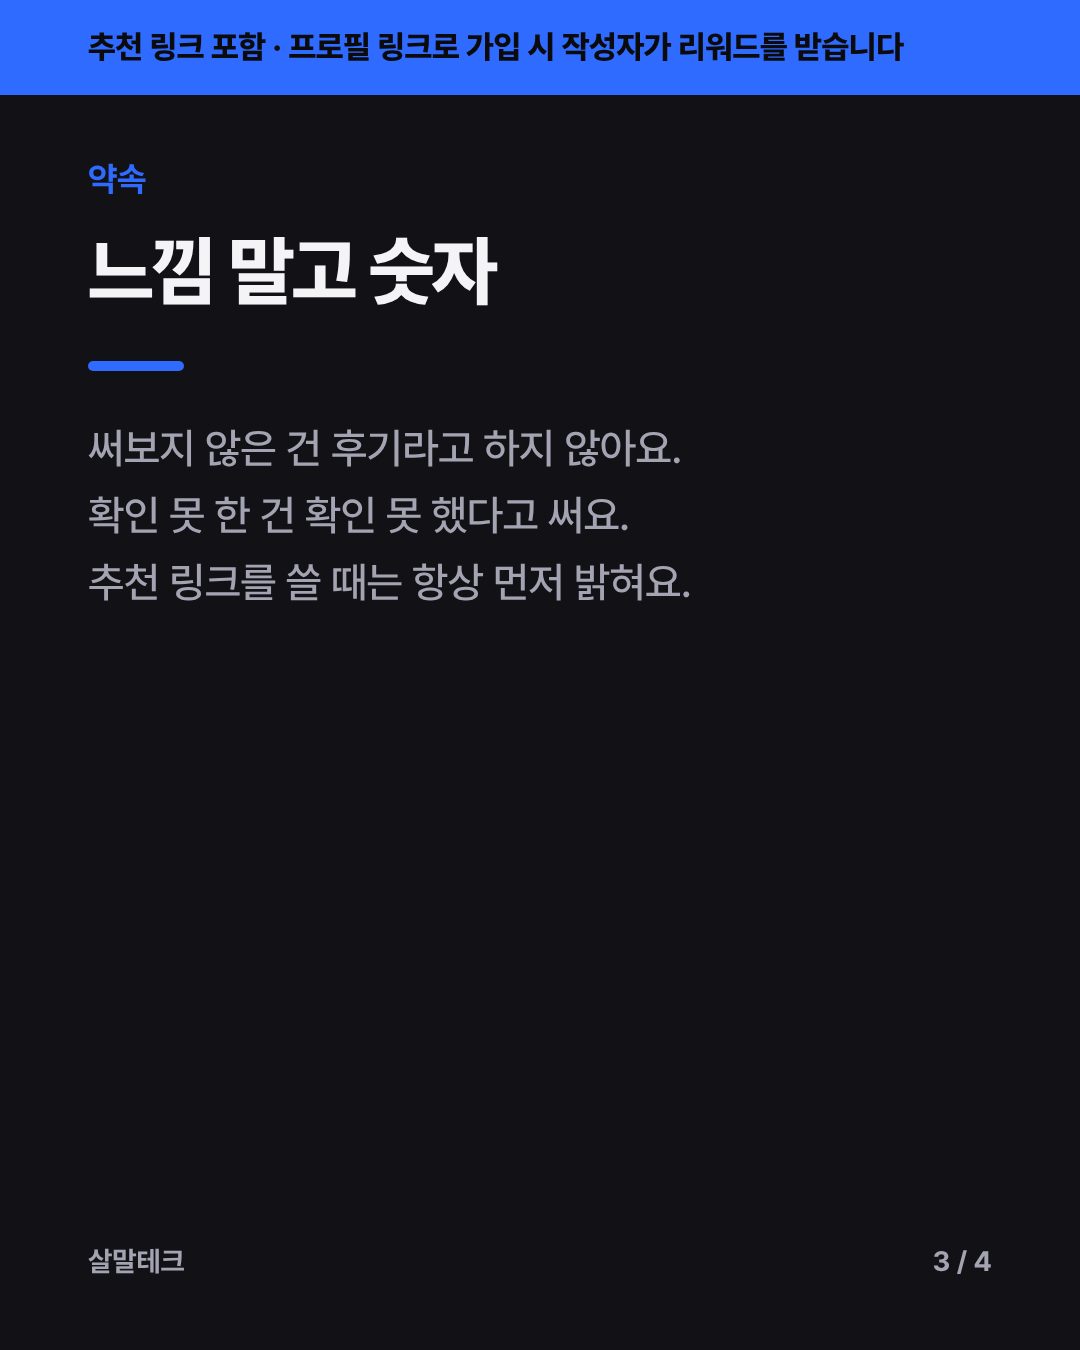 추천 링크 포함 · 프로필 링크로 가입 시 작성자가 리워드를 받습니다
약속
느낌 말고 숫자
써보지 않은 건 후기라고 하지 않아요.
확인 못 한 건 확인 못 했다고 써요.
추천 링크를 쓸 때는 항상 먼저 밝혀요.
살말테크
3 / 4